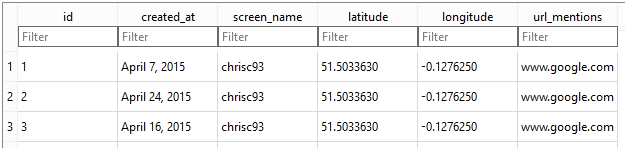 id created_at screen_name latitude longitude url_mentions
Filter Filter Filter Filter Filter Filter
1 1 April 7, 2015 chrisc93 51.5033630 -0.1276250 www.google.com
2 2 April 24, 2015 chrisc93 51.5033630 -0.1276250 www.google.com
3 3 April 16, 2015 chrisc93 51.5033630 -0.1276250 www.google.com